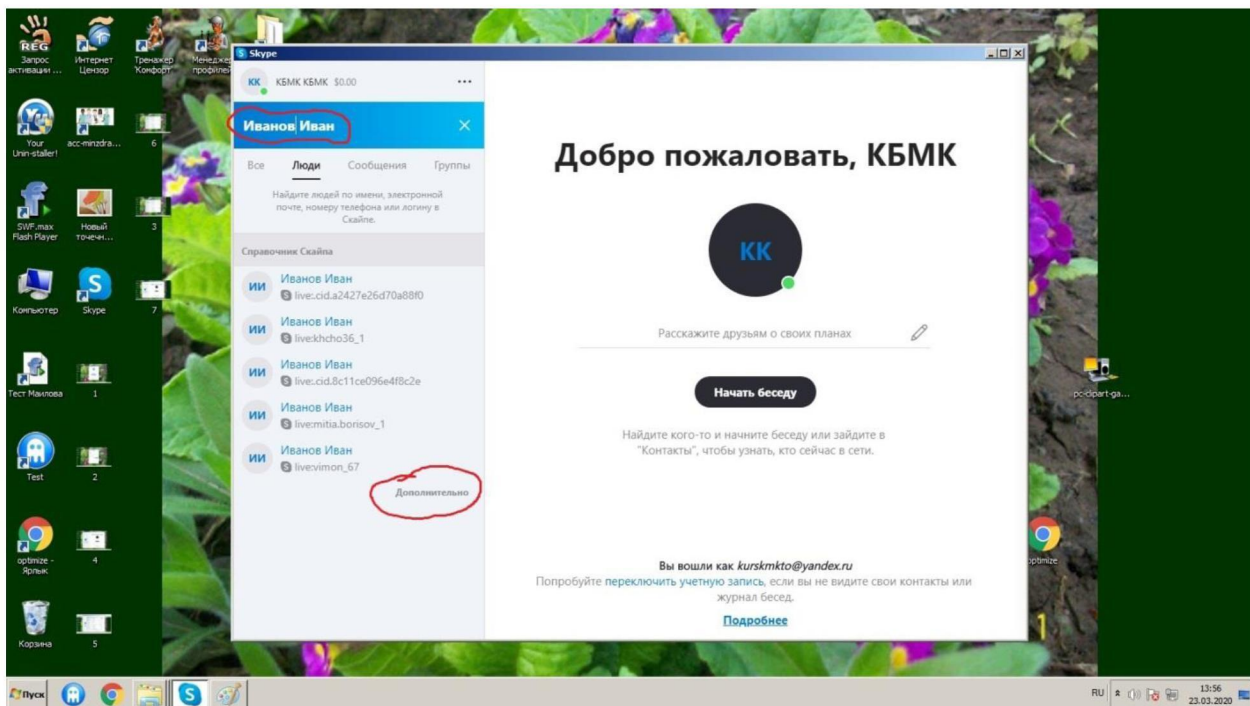 REG
Запрос
активации ...
Интернет
Цензор
Тренажер
'Комфорт'
Менеджер
профилей
Your
Unin-staller!
acc-minzdra...
6
SWF.max
Flash Player
Новый
точечн...
3
Компьютер
Skype
7
Тест Маилова
1
Test
2
optimize -
Ярлык
4
Корзина
5
Skype
КК
КБМК КБМК $0.00
Иванов Иван
Все Люди Сообщения Группы
Найдите людей по имени, электронной
почте, номеру телефона или логину в
Скайпе.
Справочник Скайпа
ИИ
Иванов Иван
live:.cid.a2427e26d70a88f0
ИИ
Иванов Иван
live:khcho36_1
ИИ
Иванов Иван
live:.cid.8c11ce096e4f8c2e
ИИ
Иванов Иван
live:mitia.borisov_1
ИИ
Иванов Иван
live:vimon_67
Дополнительно
Добро пожаловать, КБМК
КК
Расскажите друзьям о своих планах
Начать беседу
Найдите кого-то и начните беседу или зайдите в
"Контакты", чтобы узнать, кто сейчас в сети.
Вы вошли как kurskmkto@yandex.ru
Попробуйте переключить учетную запись, если вы не видите свои контакты или
журнал бесед.
Подробнее
pc-clipart-ga...
optimize
1
Пуск
RU
13:56
23.03.2020